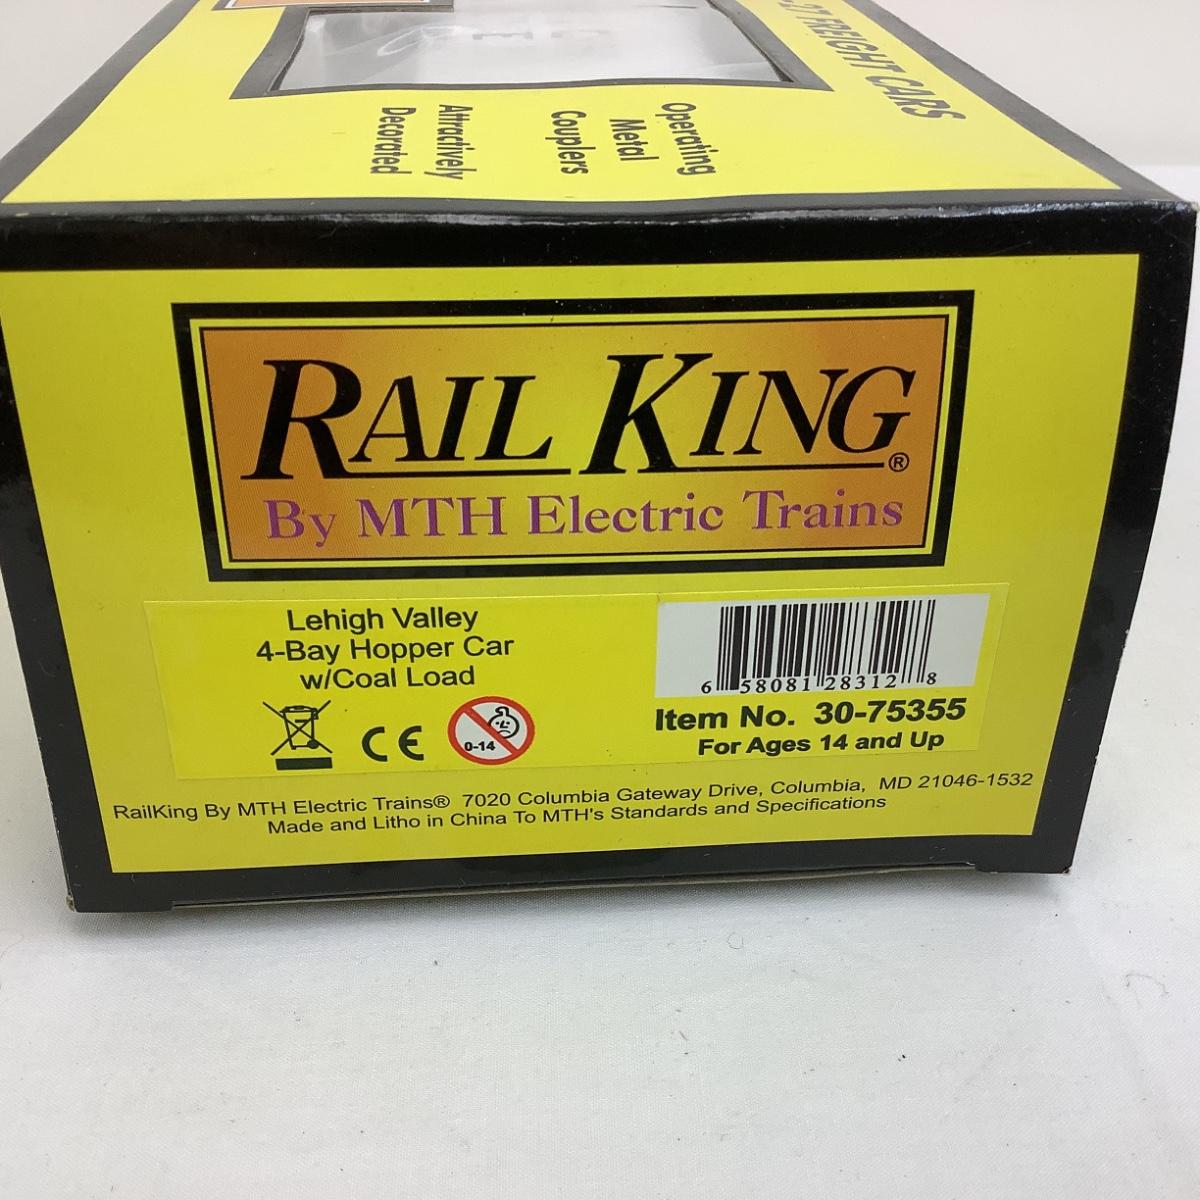 -27 FREIGHT CARS
Operating
Metal
Couplers
Attractively
Decorated
RAIL KING®
By MTH Electric Trains
Lehigh Valley
4-Bay Hopper Car
w/Coal Load
CE
0-14
6 58081 28312 8
Item No. 30-75355
For Ages 14 and Up
RailKing By MTH Electric Trains® 7020 Columbia Gateway Drive, Columbia, MD 21046-1532
Made and Litho in China To MTH's Standards and Specifications